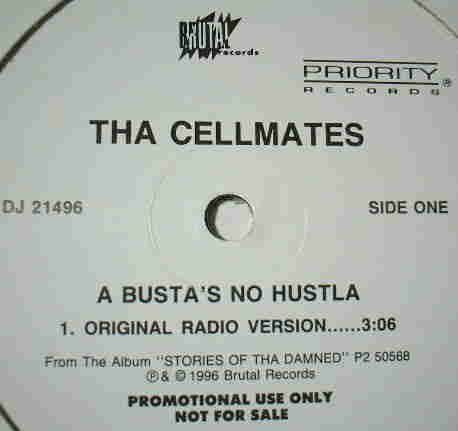 BRUTAL
records
PRIORITY
RECORDS®
THA CELLMATES
DJ 21496 SIDE ONE
A BUSTA'S NO HUSTLA
1. ORIGINAL RADIO VERSION......3:06
From The Album "STORIES OF THA DAMNED" P2 50568
℗ & © 1996 Brutal Records
PROMOTIONAL USE ONLY
NOT FOR SALE